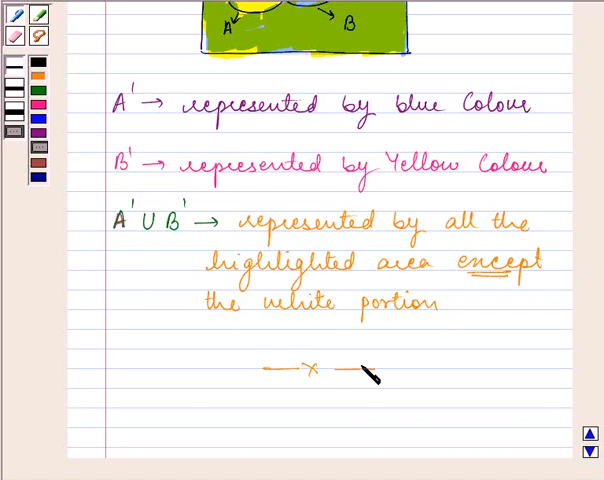 A B
A' → represented by blue Colour
B' → represented by Yellow Colour
A' U B' → represented by all the
highlighted area except
the white portion
— x —